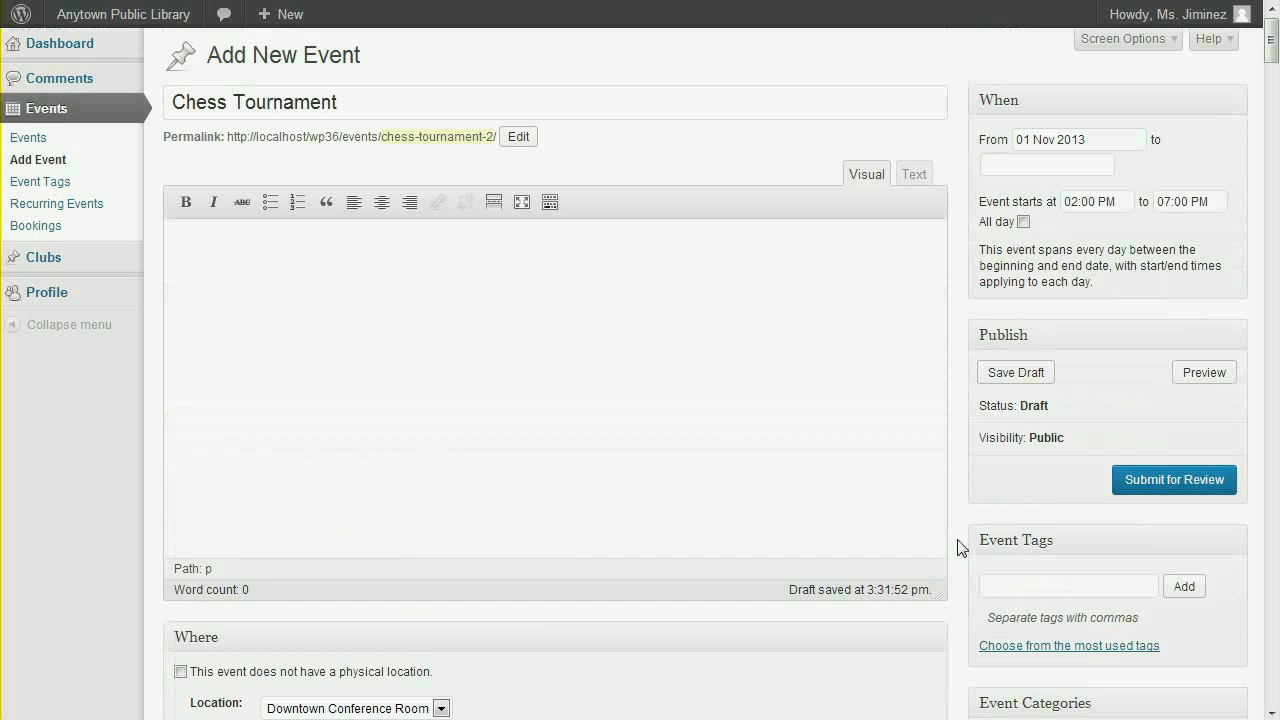 Anytown Public Library
New
Howdy, Ms. Jiminez
Dashboard
Comments
Events
Events
Add Event
Event Tags
Recurring Events
Bookings
Clubs
Profile
Collapse menu
Screen Options
Help
Add New Event
Chess Tournament
Permalink: http://localhost/wp36/events/chess-tournament-2/ Edit
Visual
Text
B I ABC
Path: p
Word count: 0
Draft saved at 3:31:52 pm.
Where
This event does not have a physical location.
Location: Downtown Conference Room
When
From 01 Nov 2013 to
Event starts at 02:00 PM to 07:00 PM
All day
This event spans every day between the
beginning and end date, with start/end times
applying to each day.
Publish
Save Draft
Preview
Status: Draft
Visibility: Public
Submit for Review
Event Tags
Add
Separate tags with commas
Choose from the most used tags
Event Categories